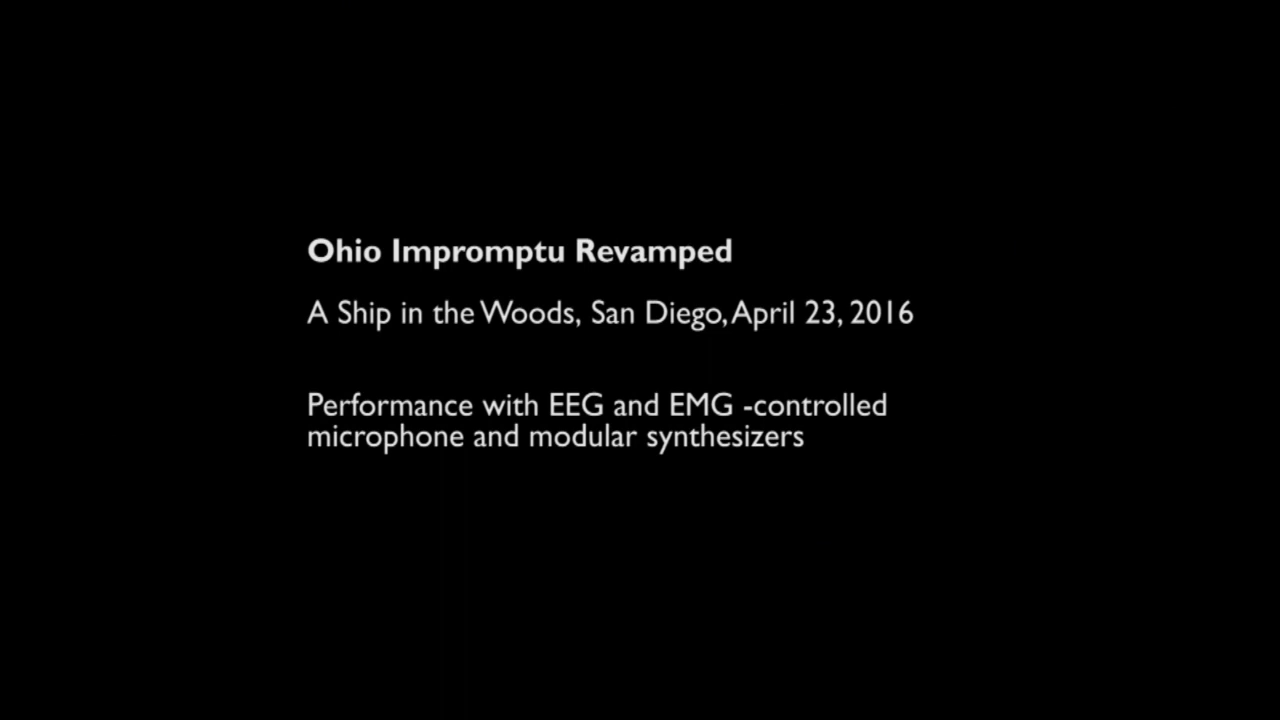 Ohio Impromptu Revamped
A Ship in the Woods, San Diego, April 23, 2016
Performance with EEG and EMG -controlled
microphone and modular synthesizers